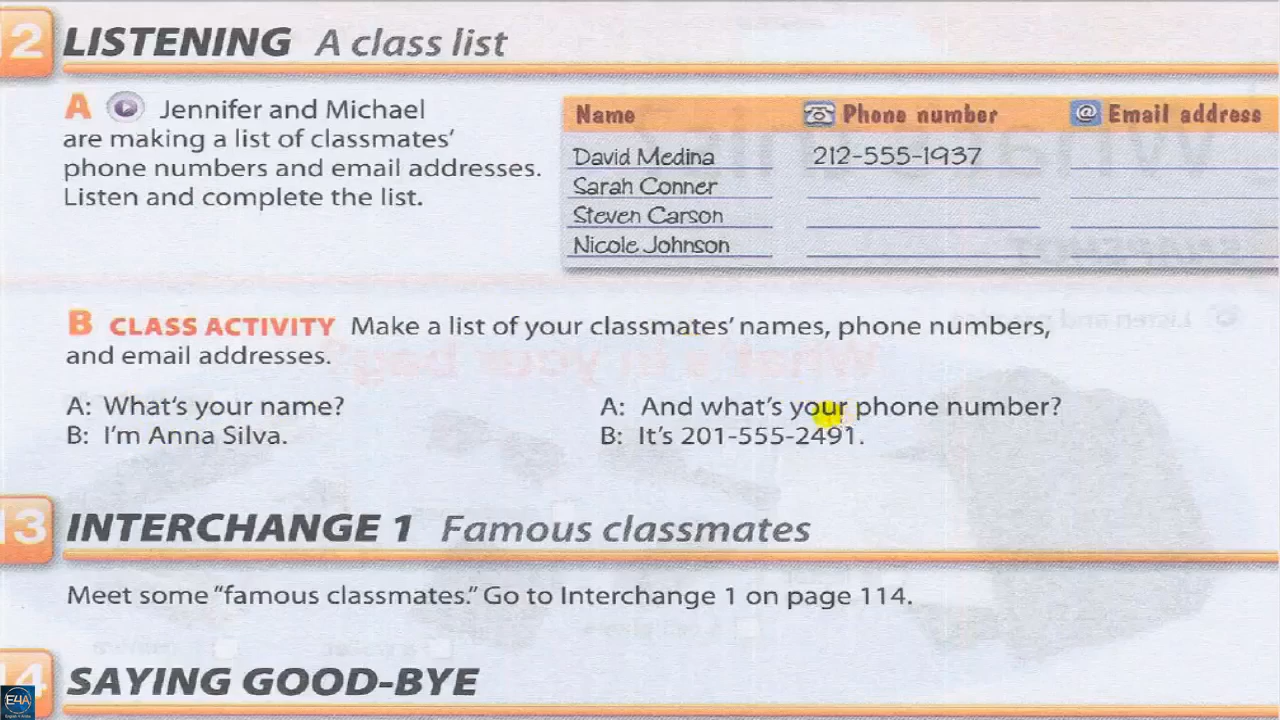 12 LISTENING A class list
A Jennifer and Michael
are making a list of classmates'
phone numbers and email addresses.
Listen and complete the list.
Name Phone number @ Email address
David Medina 212-555-1937
Sarah Conner
Steven Carson
Nicole Johnson
B CLASS ACTIVITY Make a list of your classmates' names, phone numbers,
and email addresses.
A: What's your name?
B: I'm Anna Silva.
A: And what's your phone number?
B: It's 201-555-2491.
13 INTERCHANGE 1 Famous classmates
Meet some "famous classmates." Go to Interchange 1 on page 114.
14 SAYING GOOD-BYE
E4A